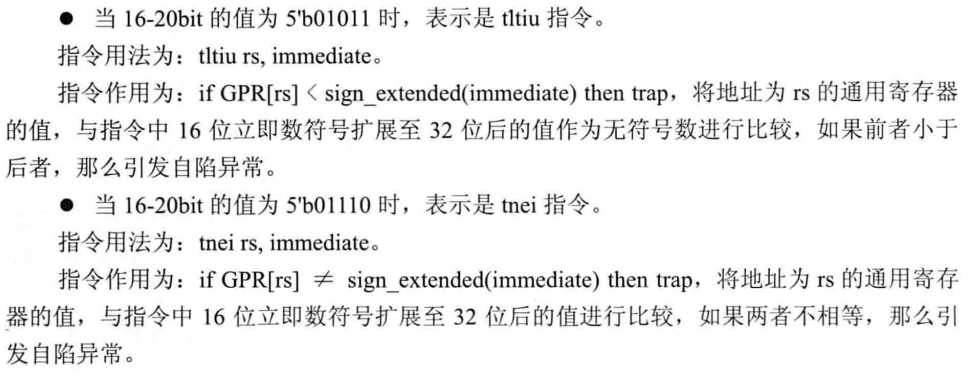 ● 当 16-20bit 的值为 5'b01011 时，表示是 tltiu 指令。
指令用法为：tltiu rs, immediate。
指令作用为：if GPR[rs] < sign_extended(immediate) then trap，将地址为 rs 的通用寄存器
的值，与指令中 16 位立即数符号扩展至 32 位后的值作为无符号数进行比较，如果前者小于
后者，那么引发自陷异常。
● 当 16-20bit 的值为 5'b01110 时，表示是 tnei 指令。
指令用法为：tnei rs, immediate。
指令作用为：if GPR[rs] ≠ sign_extended(immediate) then trap，将地址为 rs 的通用寄存
器的值，与指令中 16 位立即数符号扩展至 32 位后的值进行比较，如果两者不相等，那么引
发自陷异常。